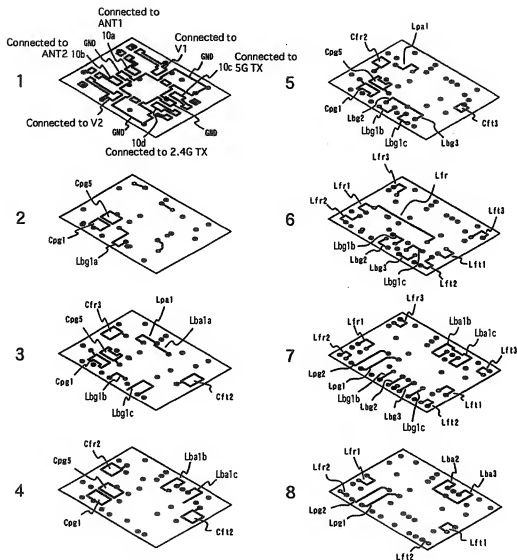 Connected to
ANT1
Connected to
ANT2
10a
10b
GND
Connected to
V1
GND
10c
Connected to
5G TX
1
Connected to V2
GND
10d
GND
Connected to 2.4G TX
2
Cpg5
Cpg1
Lbg1a
3
Cfr3
Cpg5
Cpg1
Lpa1
Lba1a
Lbg1b
Lbg1c
Cft2
4
Cfr2
Cpg5
Cpg1
Lba1b
Lba1c
Cft2
5
Cfr2
Lpa1
Cpg5
Cpg1
Lbg2
Lbg1b
Lbg1c
Lbg3
Cft3
6
Lfr3
Lfr1
Lfr2
Lfr
Lbg1b
Lbg2
Lbg3
Lbg1c
Lft2
Lft1
Lft3
7
Lfr3
Lfr1
Lfr2
Lba1b
Lba1c
Lpg2
Lpg1
Lbg1b
Lbg2
Lbg3
Lbg1c
Lft2
Lft1
Lft3
8
Lfr1
Lfr2
Lpg2
Lpg1
Lba2
Lba3
Lft1
Lft2